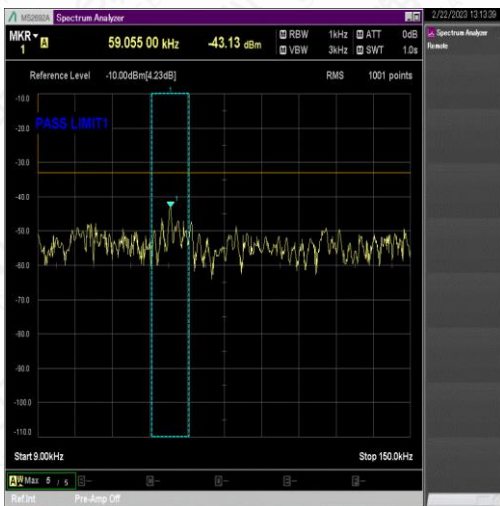 MS2692A Spectrum Analyzer
2/22/2023 13:13:39
MKR 1 A 59.055 00 kHz -43.13 dBm
RBW 1kHz ATT 0dB
VBW 3kHz SWT 1.0s
Spectrum Analyzer
Remote
Reference Level -10.00dBm[4.23dB] RMS 1001 points
1
-10.0
PASS LIMIT1
-30.0
-40.0
1
-50.0
-60.0
-70.0
-80.0
-90.0
-100.0
-110.0
Start 9.00kHz Stop 150.0kHz
A W Max 5 / 5
Ref.Int Pre-Amp Off